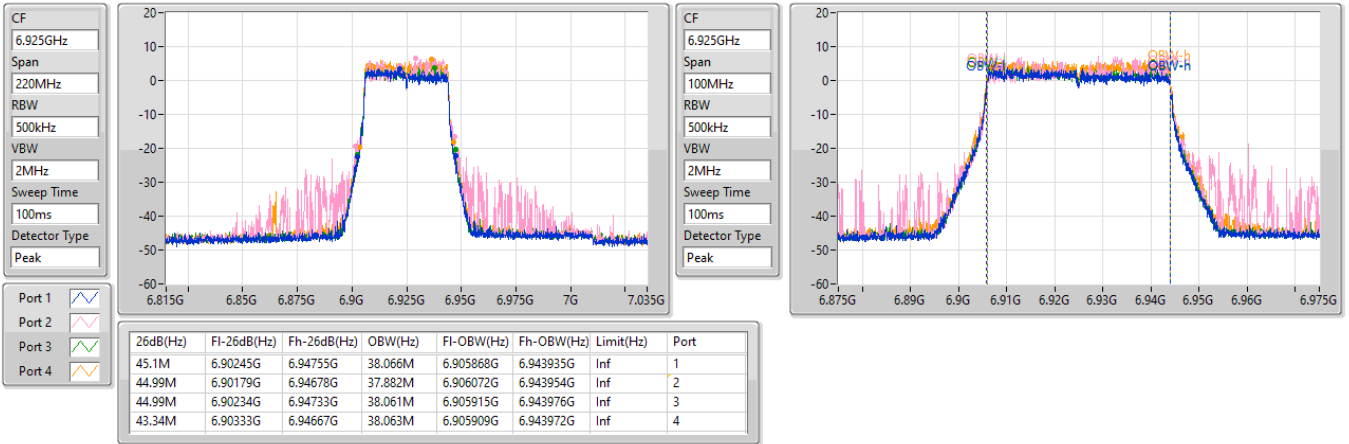 CF
6.925GHz
Span
220MHz
RBW
500kHz
VBW
2MHz
Sweep Time
100ms
Detector Type
Peak
20
10
0
-10
-20
-30
-40
-50
-60
6.815G 6.85G 6.875G 6.9G 6.925G 6.95G 6.975G 7G 7.035G
CF
6.925GHz
Span
100MHz
RBW
500kHz
VBW
2MHz
Sweep Time
100ms
Detector Type
Peak
20
10
0
-10
-20
-30
-40
-50
-60
OBW-h
OBW-h
6.875G 6.89G 6.9G 6.91G 6.92G 6.93G 6.94G 6.95G 6.96G 6.975G
Port 1
Port 2
Port 3
Port 4
26dB(Hz) Fl-26dB(Hz) Fh-26dB(Hz) OBW(Hz) Fl-OBW(Hz) Fh-OBW(Hz) Limit(Hz) Port
45.1M 6.90245G 6.94755G 38.066M 6.905868G 6.943935G Inf 1
44.99M 6.90179G 6.94678G 37.882M 6.906072G 6.943954G Inf 2
44.99M 6.90234G 6.94733G 38.061M 6.905915G 6.943976G Inf 3
43.34M 6.90333G 6.94667G 38.063M 6.905909G 6.943972G Inf 4